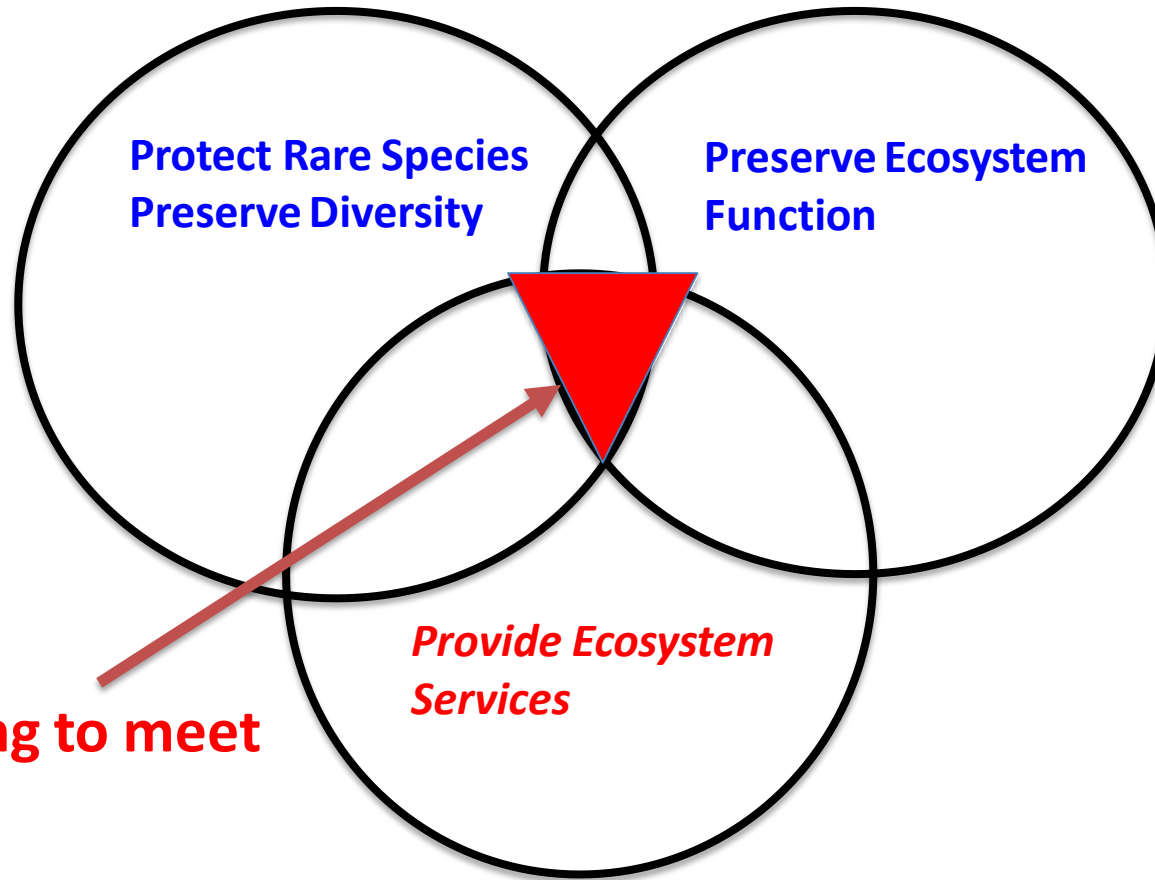 Protect Rare Species
Preserve Diversity
Preserve Ecosystem
Function
Provide Ecosystem
Services
to meet